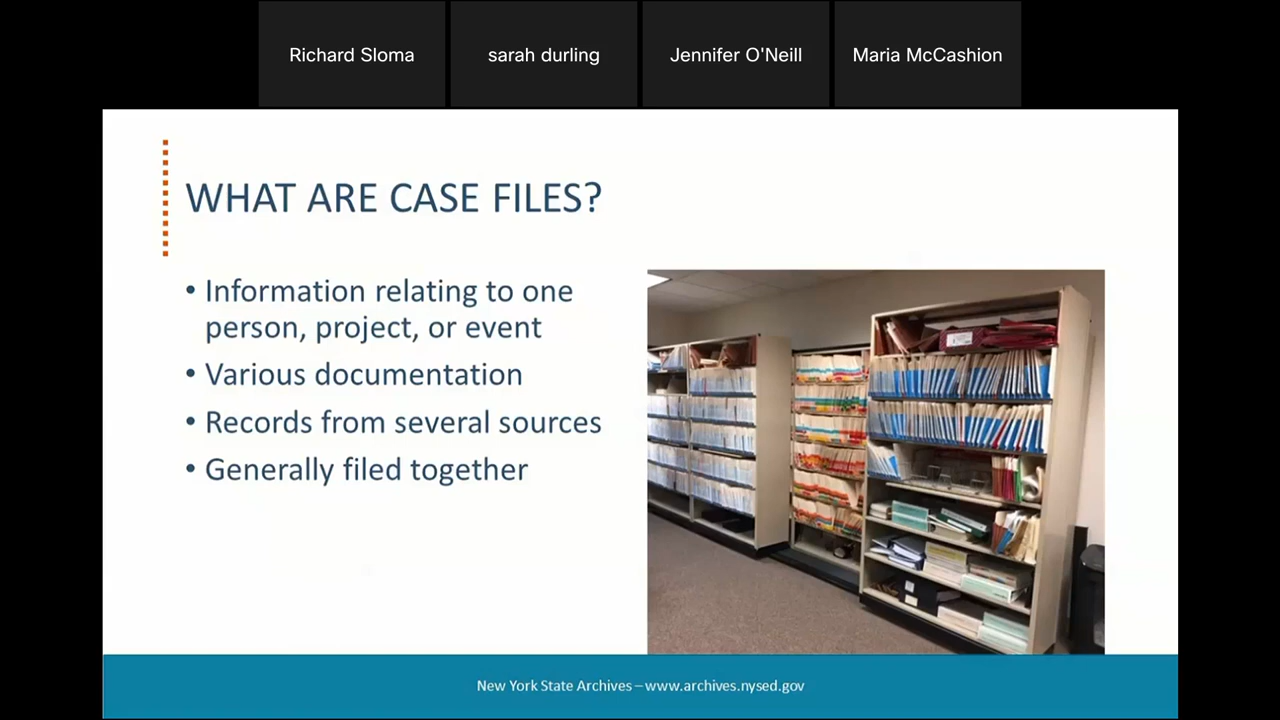 Richard Sloma
sarah durling
Jennifer O'Neill
Maria McCashion
WHAT ARE CASE FILES?
• Information relating to one
person, project, or event
• Various documentation
• Records from several sources
• Generally filed together
New York State Archives – www.archives.nysed.gov